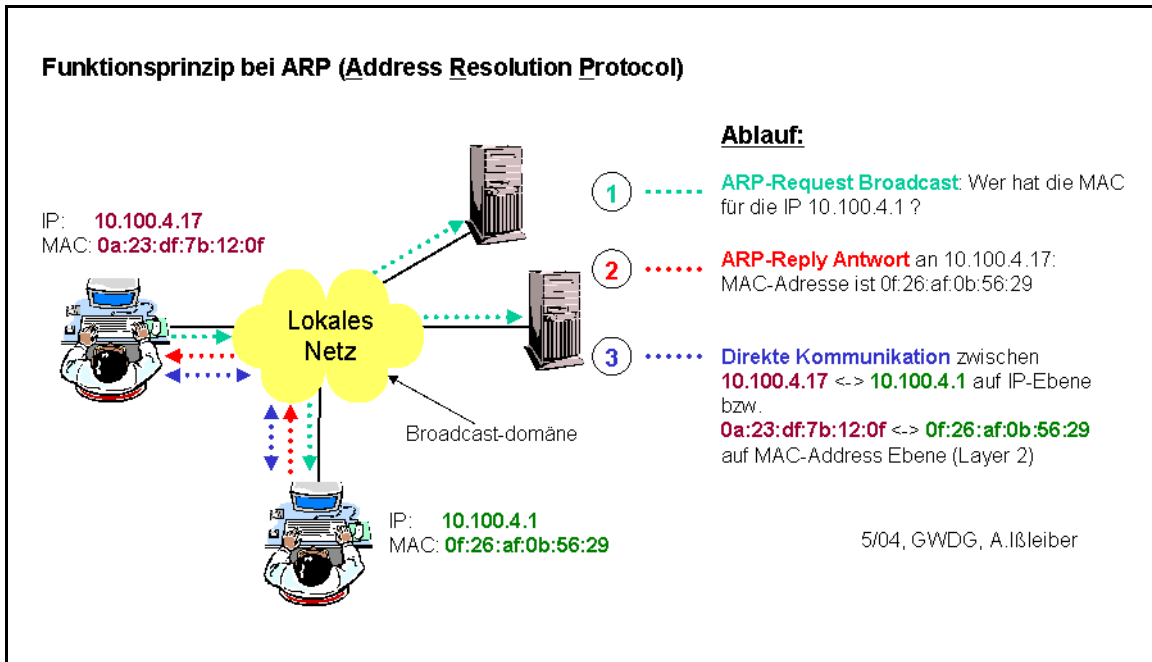 Funktionsprinzip bei ARP (Address Resolution Protocol)
IP: 10.100.4.17
MAC: 0a:23:df:7b:12:0f
Lokales
Netz
Broadcast-domäne
IP: 10.100.4.1
MAC: 0f:26:af:0b:56:29
Ablauf:
1
ARP-Request Broadcast: Wer hat die MAC
für die IP 10.100.4.1 ?
2
ARP-Reply Antwort an 10.100.4.17:
MAC-Adresse ist 0f:26:af:0b:56:29
3
Direkte Kommunikation zwischen
10.100.4.17 <-> 10.100.4.1 auf IP-Ebene
bzw.
0a:23:df:7b:12:0f <-> 0f:26:af:0b:56:29
auf MAC-Address Ebene (Layer 2)
5/04, GWDG, A.Ißleiber